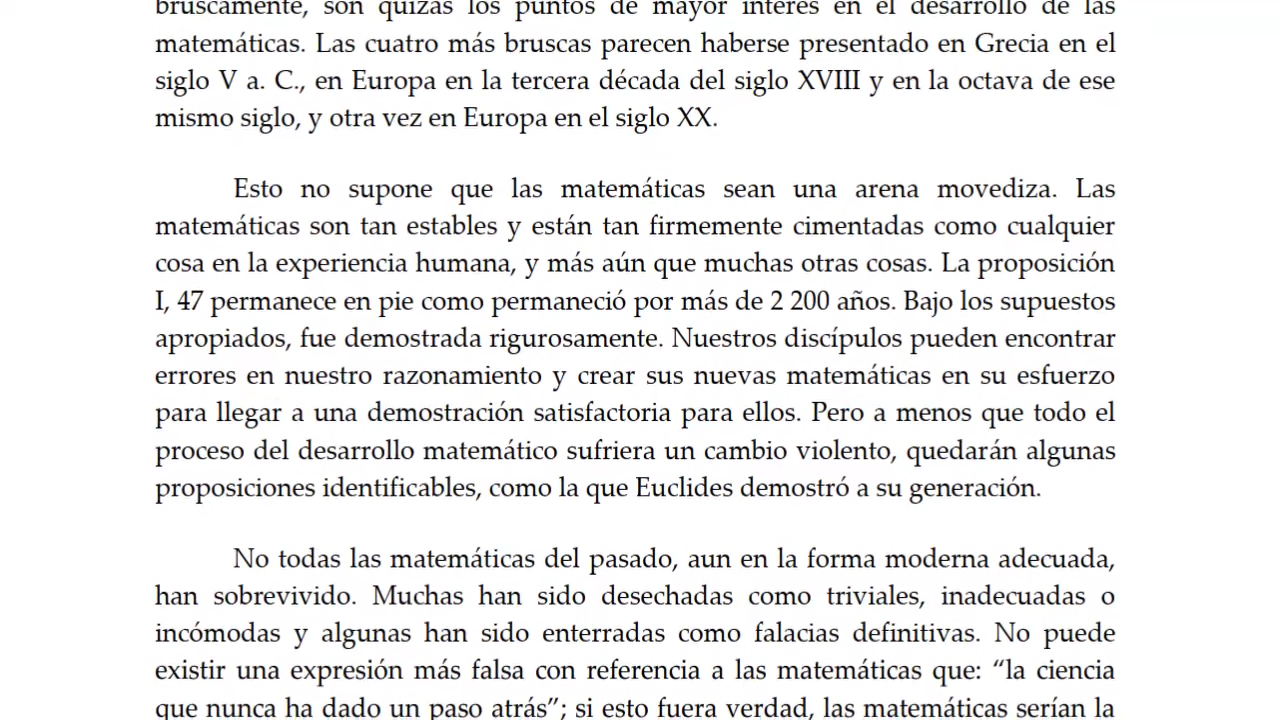 bruscamente, son quizás los puntos de mayor interés en el desarrollo de las
matemáticas. Las cuatro más bruscas parecen haberse presentado en Grecia en el
siglo V a. C., en Europa en la tercera década del siglo XVIII y en la octava de ese
mismo siglo, y otra vez en Europa en el siglo XX.
Esto no supone que las matemáticas sean una arena movediza. Las
matemáticas son tan estables y están tan firmemente cimentadas como cualquier
cosa en la experiencia humana, y más aún que muchas otras cosas. La proposición
I, 47 permanece en pie como permaneció por más de 2 200 años. Bajo los supuestos
apropiados, fue demostrada rigurosamente. Nuestros discípulos pueden encontrar
errores en nuestro razonamiento y crear sus nuevas matemáticas en su esfuerzo
para llegar a una demostración satisfactoria para ellos. Pero a menos que todo el
proceso del desarrollo matemático sufriera un cambio violento, quedarán algunas
proposiciones identificables, como la que Euclides demostró a su generación.
No todas las matemáticas del pasado, aun en la forma moderna adecuada,
han sobrevivido. Muchas han sido desechadas como triviales, inadecuadas o
incómodas y algunas han sido enterradas como falacias definitivas. No puede
existir una expresión más falsa con referencia a las matemáticas que: “la ciencia
que nunca ha dado un paso atrás”; si esto fuera verdad, las matemáticas serían la